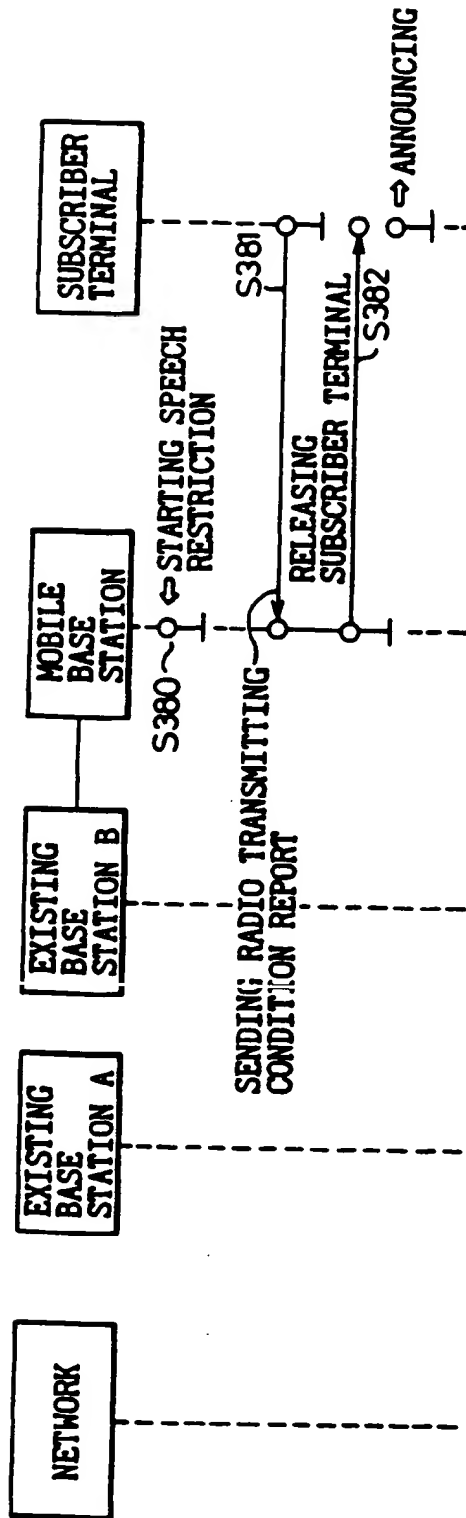 NETWORK
EXISTING
BASE
STATION A
EXISTING
BASE
STATION B
MOBILE
BASE
STATION
SUBSCRIBER
TERMINAL
S380
⇔ STARTING SPEECH
RESTRICTION
S381
SENDING RADIO TRANSMITTING
CONDITION REPORT
RELEASING
SUBSCRIBER TERMINAL
S382
⇔ ANNOUNCING